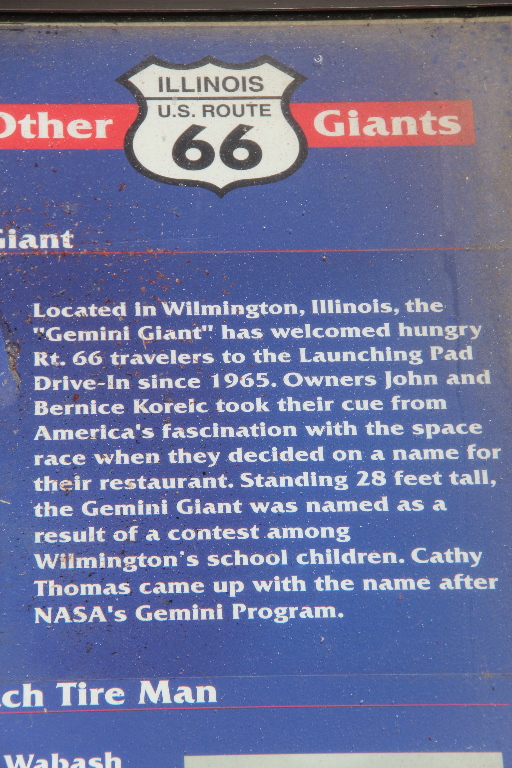 ILLINOIS
U.S. ROUTE
66
Other Giants
Giant
Located in Wilmington, Illinois, the
"Gemini Giant" has welcomed hungry
Rt. 66 travelers to the Launching Pad
Drive-In since 1965. Owners John and
Bernice Koreic took their cue from
America's fascination with the space
race when they decided on a name for
their restaurant. Standing 28 feet tall,
the Gemini Giant was named as a
result of a contest among
Wilmington's school children. Cathy
Thomas came up with the name after
NASA's Gemini Program.
ch Tire Man
Wabash